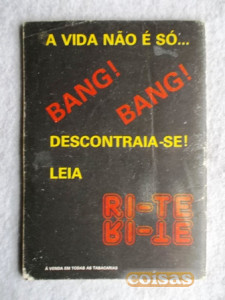 A VIDA NÃO É SÓ...
BANG!
BANG!
DESCONTRAIA-SE!
LEIA
RI-TE
RI-TE
À VENDA EM TODAS AS TABACARIAS
coisas